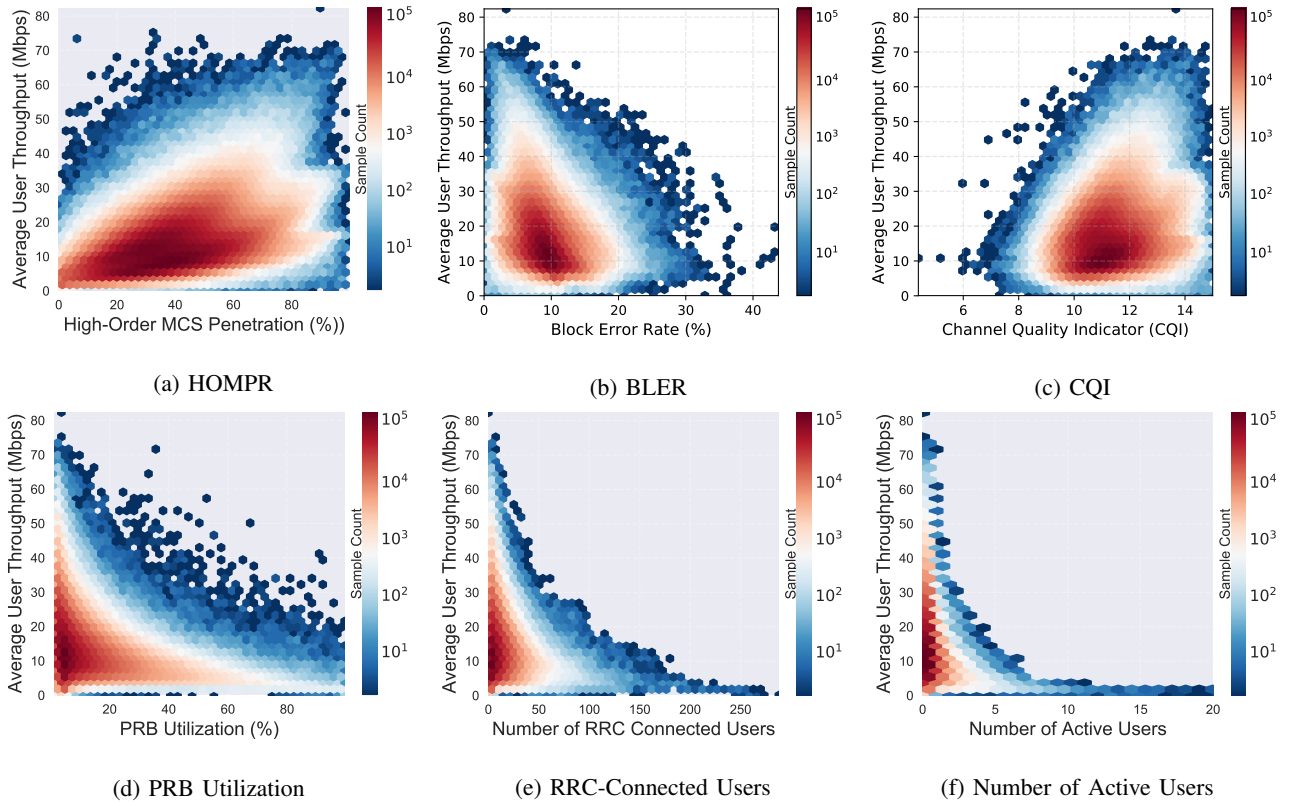 Average User Throughput (Mbps)
80
70
60
50
40
30
20
10
0
0 20 40 60 80
High-Order MCS Penetration (%))
Sample Count
10^5
10^4
10^3
10^2
10^1
(a) HOMPR
Average User Throughput (Mbps)
80
70
60
50
40
30
20
10
0
0 10 20 30 40
Block Error Rate (%)
Sample Count
10^5
10^4
10^3
10^2
10^1
(b) BLER
Average User Throughput (Mbps)
80
70
60
50
40
30
20
10
0
6 8 10 12 14
Channel Quality Indicator (CQI)
Sample Count
10^5
10^4
10^3
10^2
10^1
(c) CQI
Average User Throughput (Mbps)
80
70
60
50
40
30
20
10
0
20 40 60 80
PRB Utilization (%)
Sample Count
10^5
10^4
10^3
10^2
10^1
(d) PRB Utilization
Average User Throughput (Mbps)
80
70
60
50
40
30
20
10
0
0 50 100 150 200 250
Number of RRC Connected Users
Sample Count
10^5
10^4
10^3
10^2
10^1
(e) RRC-Connected Users
Average User Throughput (Mbps)
80
70
60
50
40
30
20
10
0
0 5 10 15 20
Number of Active Users
Sample Count
10^5
10^4
10^3
10^2
10^1
(f) Number of Active Users